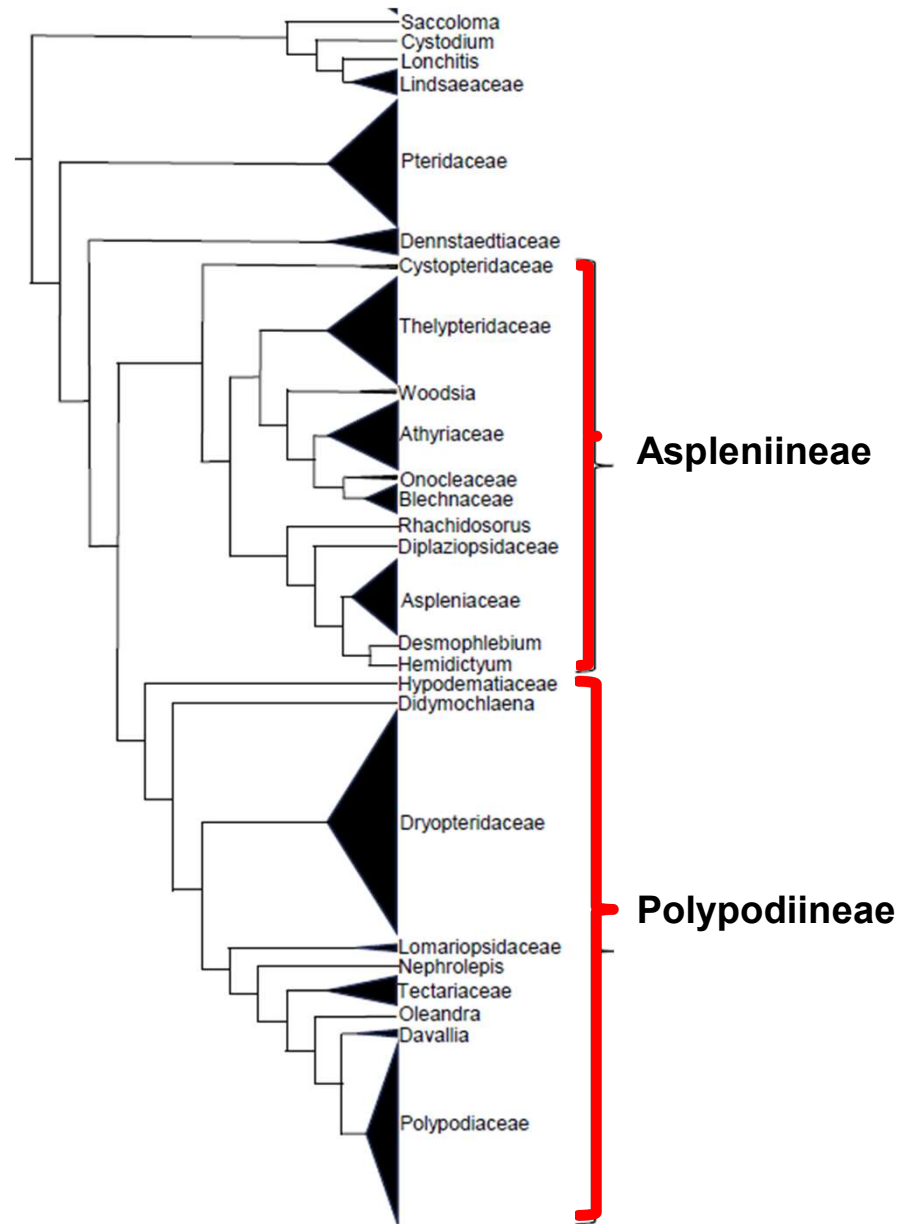 Saccoloma
Cystodium
Lonchitis
Lindsaeaceae
Pteridaceae
Dennstaedtiaceae
Cystopteridaceae
Thelypteridaceae
Woodsia
Athyriaceae
Aspleniineae
Onocleaceae
Blechnaceae
Rhachidosorus
Diplaziopsidaceae
Aspleniaceae
Desmophlebium
Hemidictyum
Hypodematiaceae
Didymochlaena
Dryopteridaceae
Polypodiineae
Lomariopsidaceae
Nephrolepis
Tectariaceae
Oleandra
Davallia
Polypodiaceae